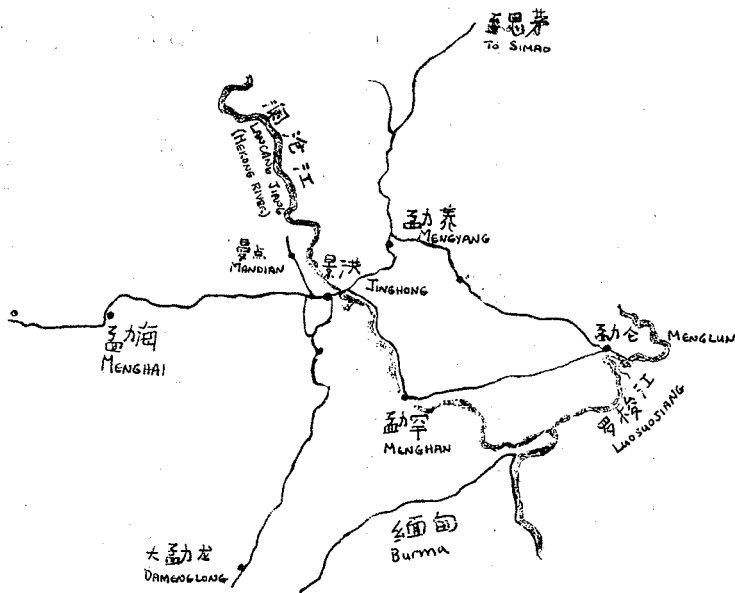 至思茅
TO SIMAO
澜沧江
LANCANG JIANG
(MEKONG RIVER)
勐养
MENGYANG
曼点
MANDIAN
景洪
JINGHONG
勐海
MENGHAI
勐仑
MENGLUN
勐罕
MENGHAN
罗梭江
LUOSUOJIANG
缅甸
Burma
大勐龙
DAMENGLONG